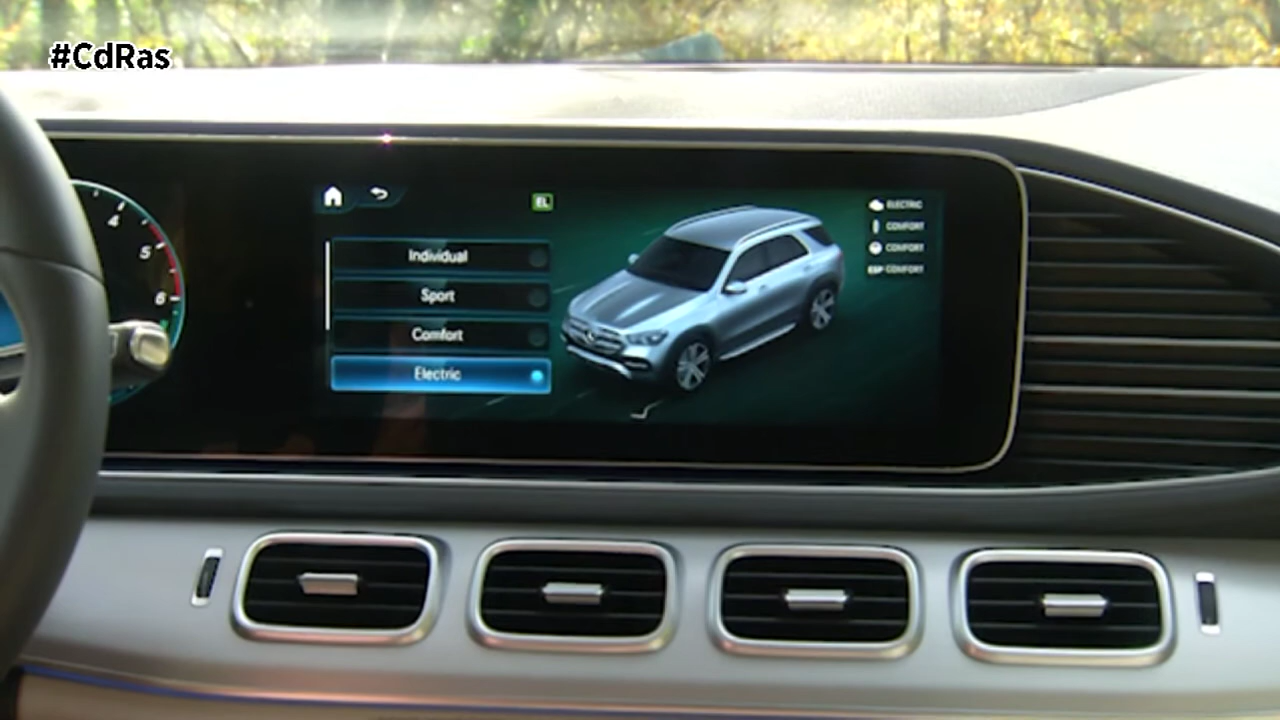 #CdRas
4
5
6
EL
Individual
Sport
Comfort
Electric
ELECTRIC
COMFORT
COMFORT
ESP COMFORT